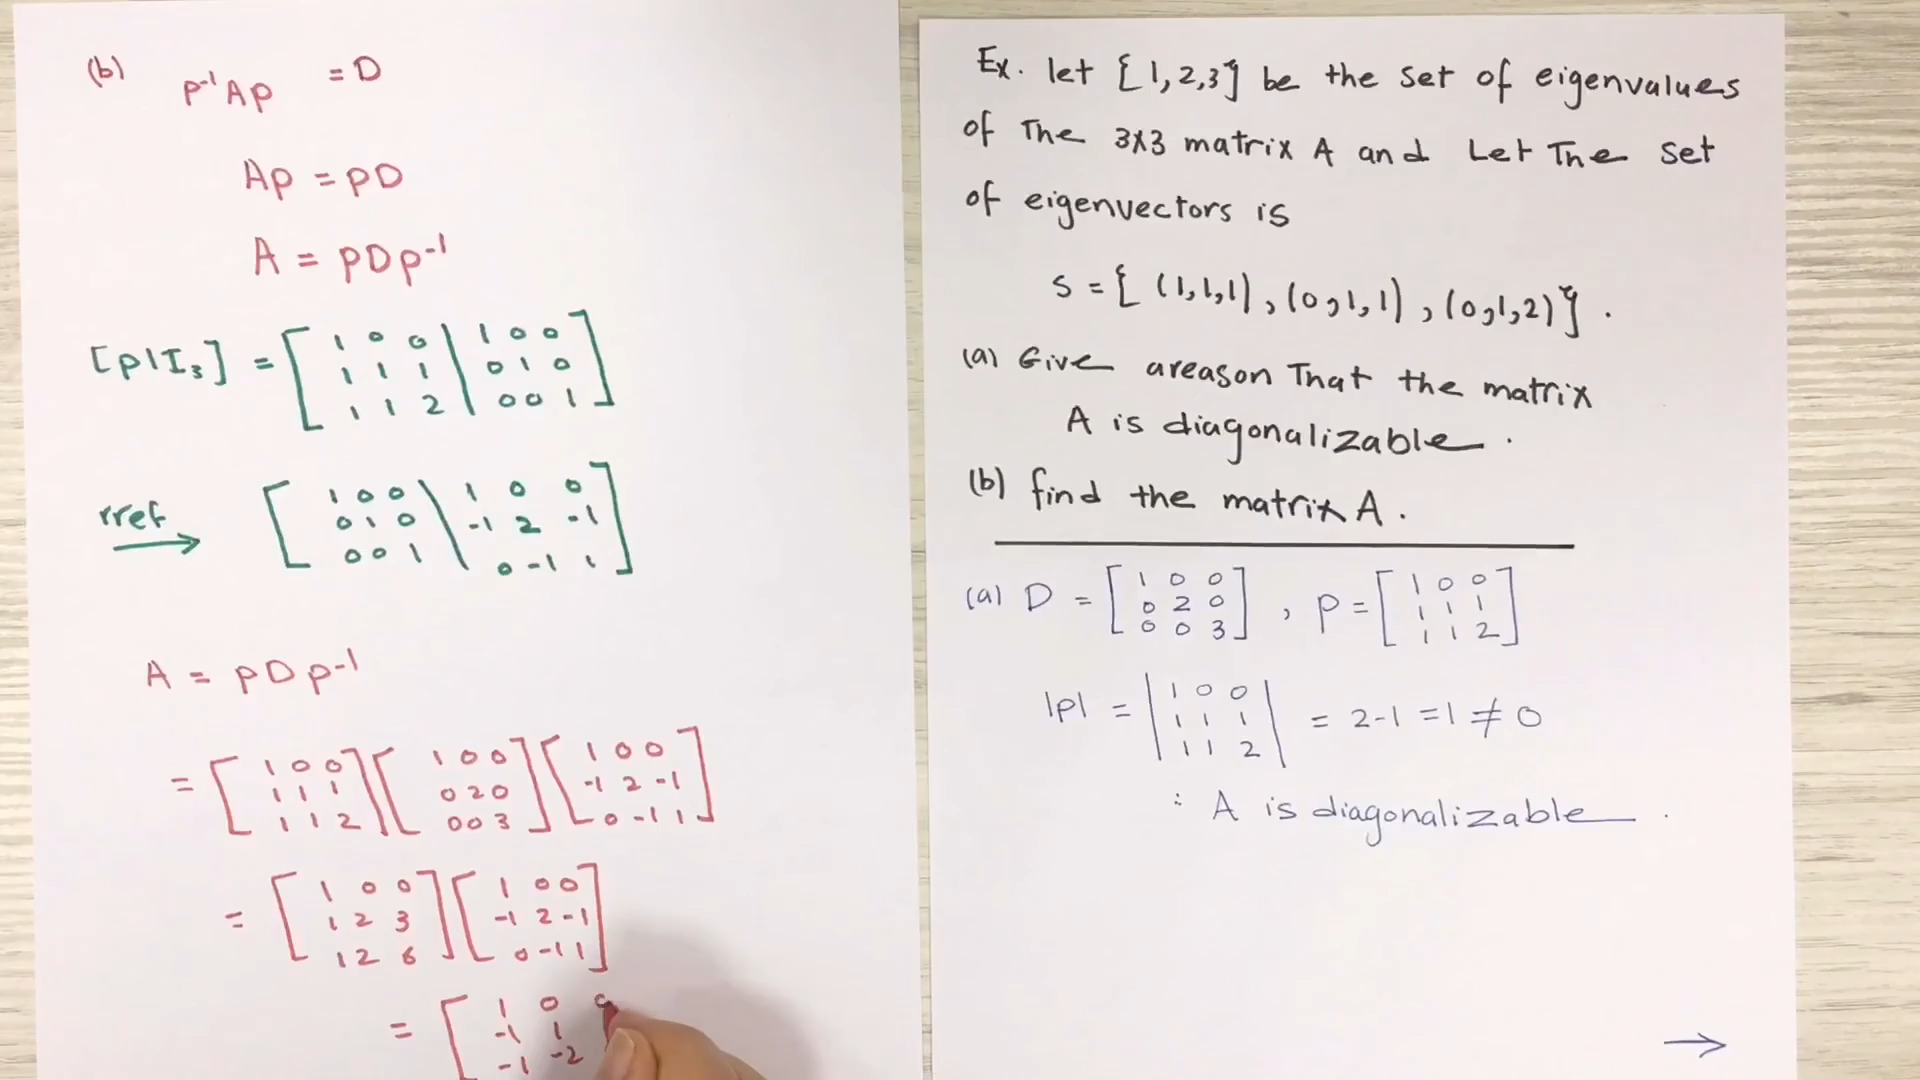 (b) P⁻¹AP = D
AP = PD
A = PDP⁻¹
[P|I₃] = [ 1 0 0 | 1 0 0
1 1 1 | 0 1 0
1 1 2 | 0 0 1 ]
rref → [ 1 0 0 | 1 0 0
0 1 0 | -1 2 -1
0 0 1 | 0 -1 1 ]
A = PDP⁻¹
= [ 1 0 0 ] [ 1 0 0 ] [ 1 0 0 ]
[ 1 1 1 ] [ 0 2 0 ] [ -1 2 -1 ]
[ 1 1 2 ] [ 0 0 3 ] [ 0 -1 1 ]
= [ 1 0 0 ] [ 1 0 0 ]
[ 1 2 3 ] [ -1 2 -1 ]
[ 1 2 6 ] [ 0 -1 1 ]
= [ 1 0 0
-1 1
-1 -2
Ex. let {1,2,3} be the set of eigenvalues
of The 3x3 matrix A and Let The set
of eigenvectors is
S = { (1,1,1) , (0,1,1) , (0,1,2) } .
(a) Give areason That the matrix
A is diagonalizable .
(b) find the matrix A .
(a) D = [ 1 0 0 ] , P = [ 1 0 0 ]
[ 0 2 0 ] [ 1 1 1 ]
[ 0 0 3 ] [ 1 1 2 ]
|P| = | 1 0 0 |
| 1 1 1 | = 2-1 = 1 ≠ 0
| 1 1 2 |
∴ A is diagonalizable .
→